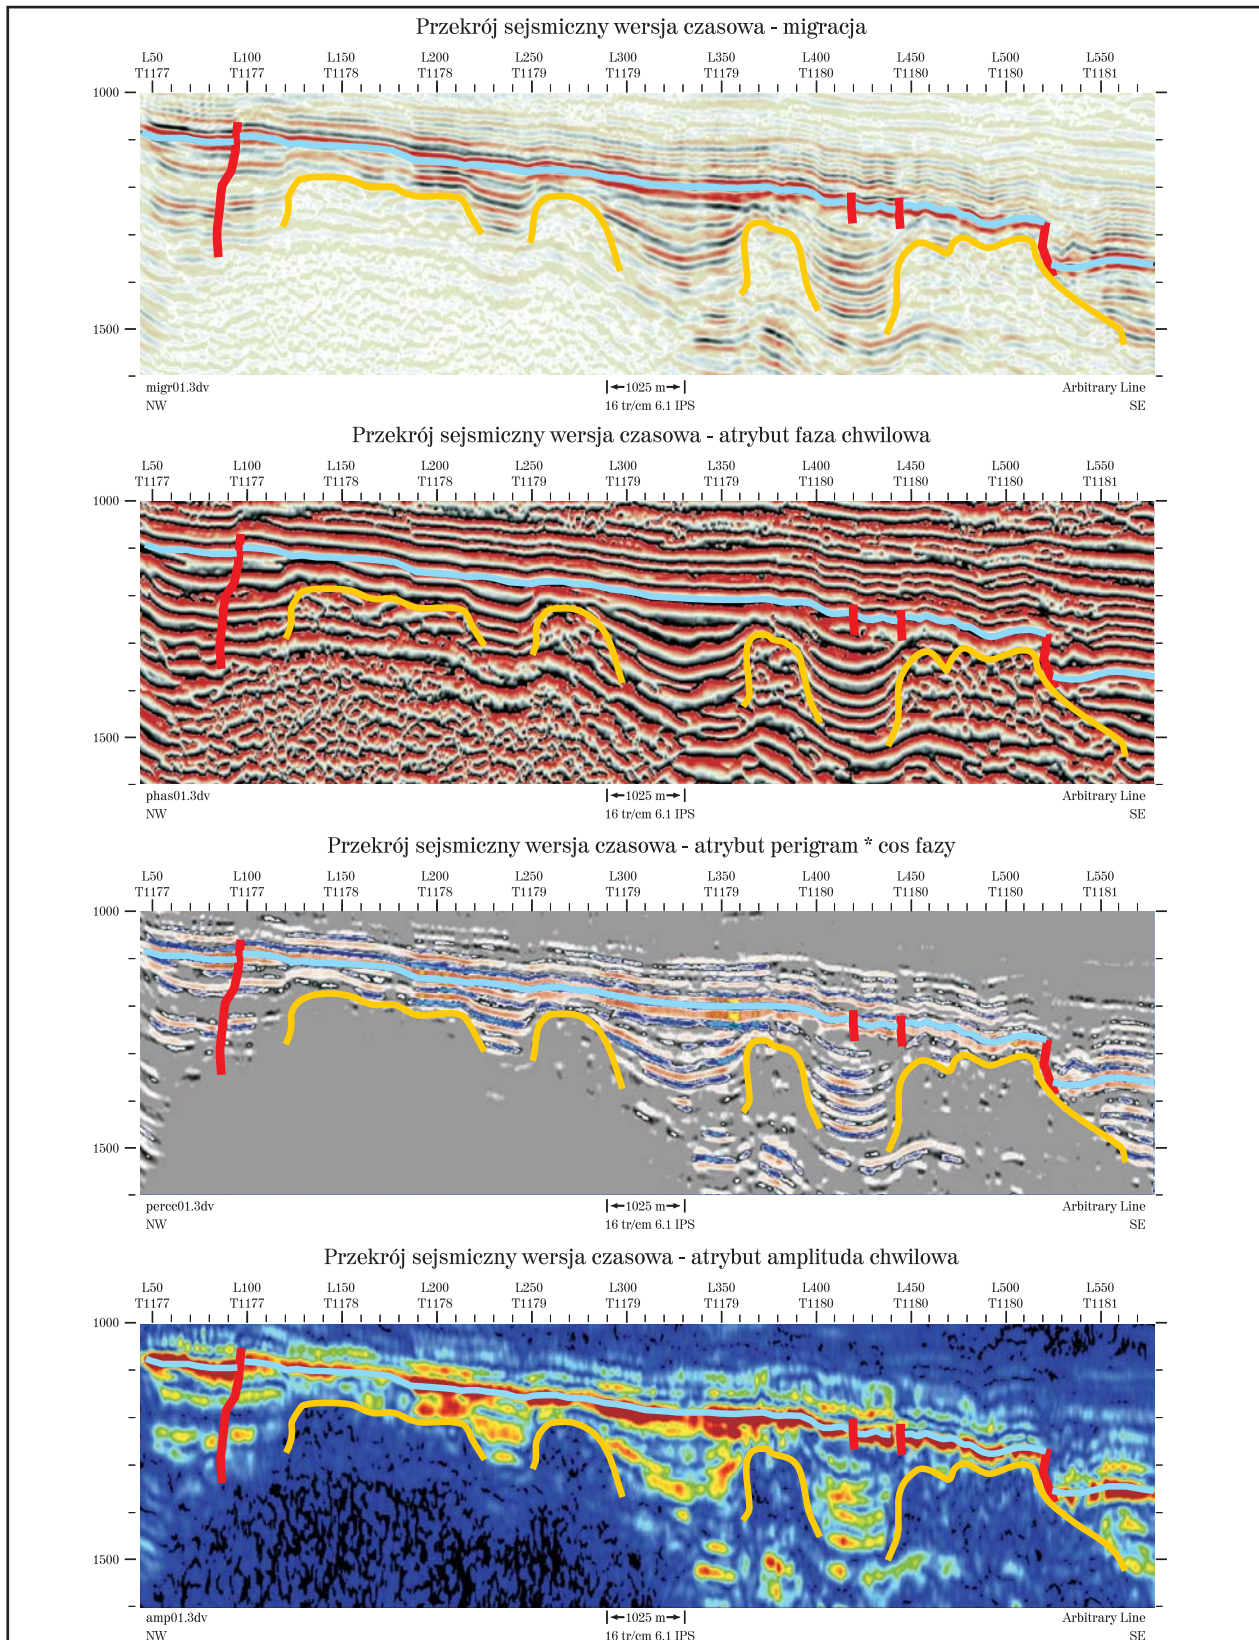 Przekrój sejsmiczny wersja czasowa - migracja
L50 L100 L150 L200 L250 L300 L350 L400 L450 L500 L550
T1177 T1177 T1178 T1178 T1179 T1179 T1179 T1180 T1180 T1180 T1181
1000
1500
migr01.3dv 1025 m Arbitrary Line
NW 16 tr/cm 6.1 IPS SE
Przekrój sejsmiczny wersja czasowa - atrybut faza chwilowa
L50 L100 L150 L200 L250 L300 L350 L400 L450 L500 L550
T1177 T1177 T1178 T1178 T1179 T1179 T1179 T1180 T1180 T1180 T1181
1000
1500
phas01.3dv 1025 m Arbitrary Line
NW 16 tr/cm 6.1 IPS SE
Przekrój sejsmiczny wersja czasowa - atrybut perigram * cos fazy
L50 L100 L150 L200 L250 L300 L350 L400 L450 L500 L550
T1177 T1177 T1178 T1178 T1179 T1179 T1179 T1180 T1180 T1180 T1181
1000
1500
percc01.3dv 1025 m Arbitrary Line
NW 16 tr/cm 6.1 IPS SE
Przekrój sejsmiczny wersja czasowa - atrybut amplituda chwilowa
L50 L100 L150 L200 L250 L300 L350 L400 L450 L500 L550
T1177 T1177 T1178 T1178 T1179 T1179 T1179 T1180 T1180 T1180 T1181
1000
1500
amp01.3dv 1025 m Arbitrary Line
NW 16 tr/cm 6.1 IPS SE